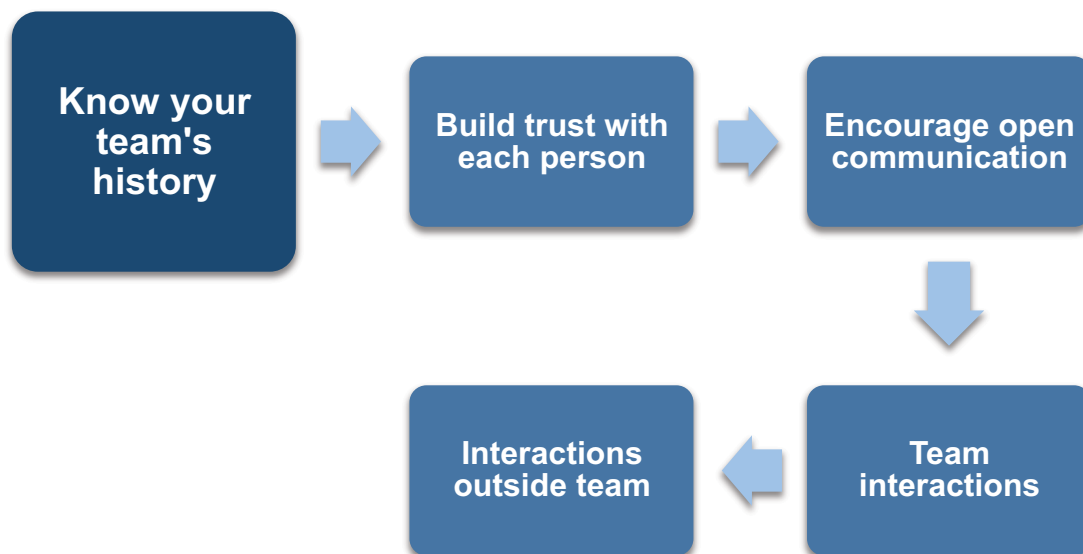 Know your
team's
history
Build trust with
each person
Encourage open
communication
Team
interactions
Interactions
outside team